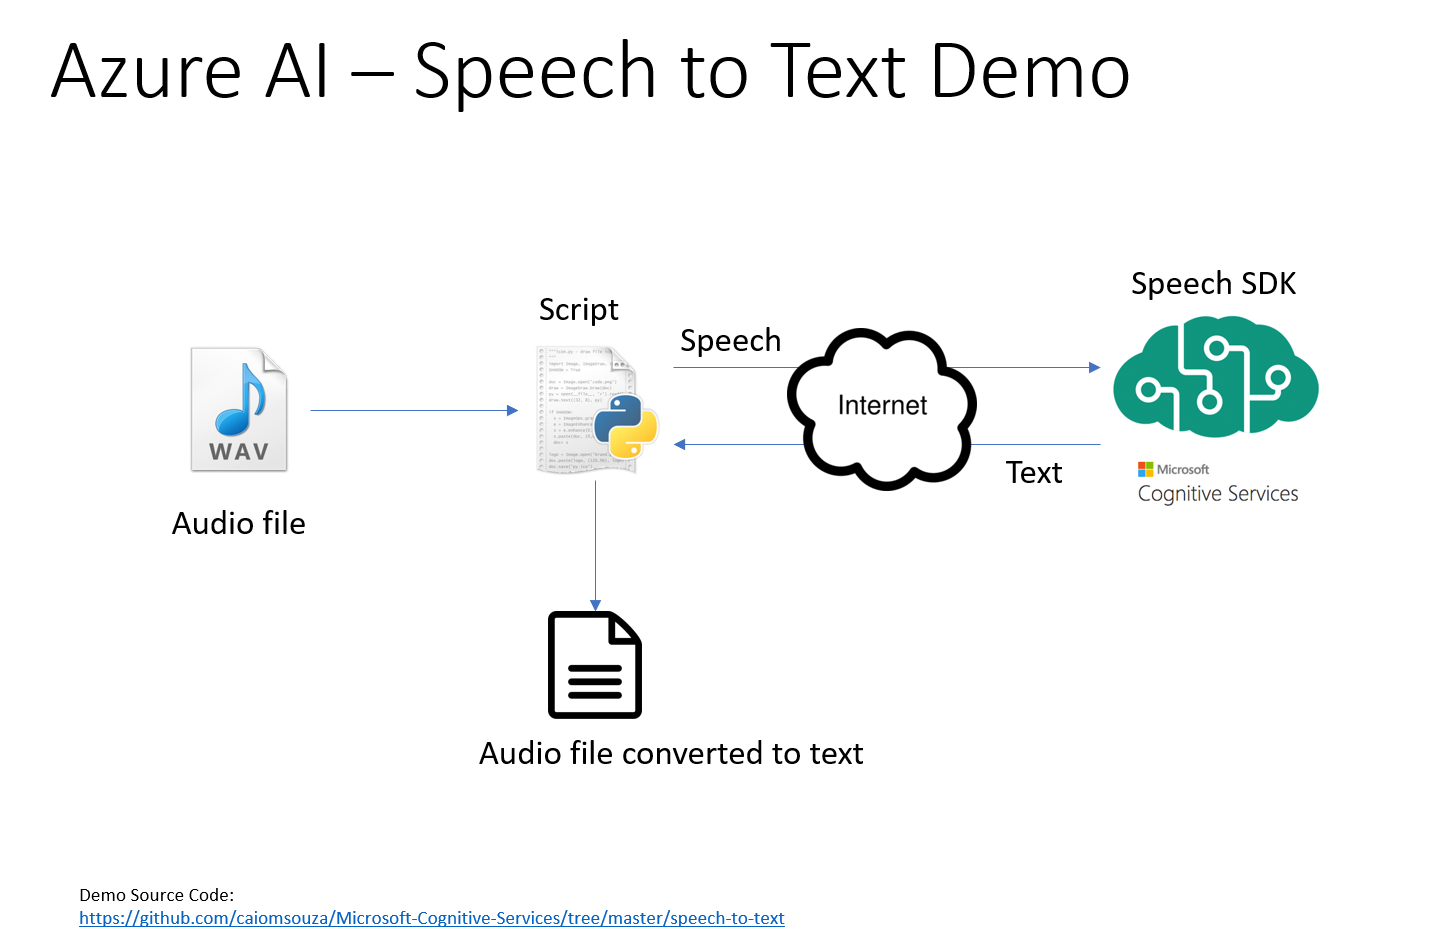 Azure AI – Speech to Text Demo
Speech SDK
Script
Speech
Internet
WAV
Microsoft
Cognitive Services
Text
Audio file
Audio file converted to text
Demo Source Code:
https://github.com/caiomsouza/Microsoft-Cognitive-Services/tree/master/speech-to-text